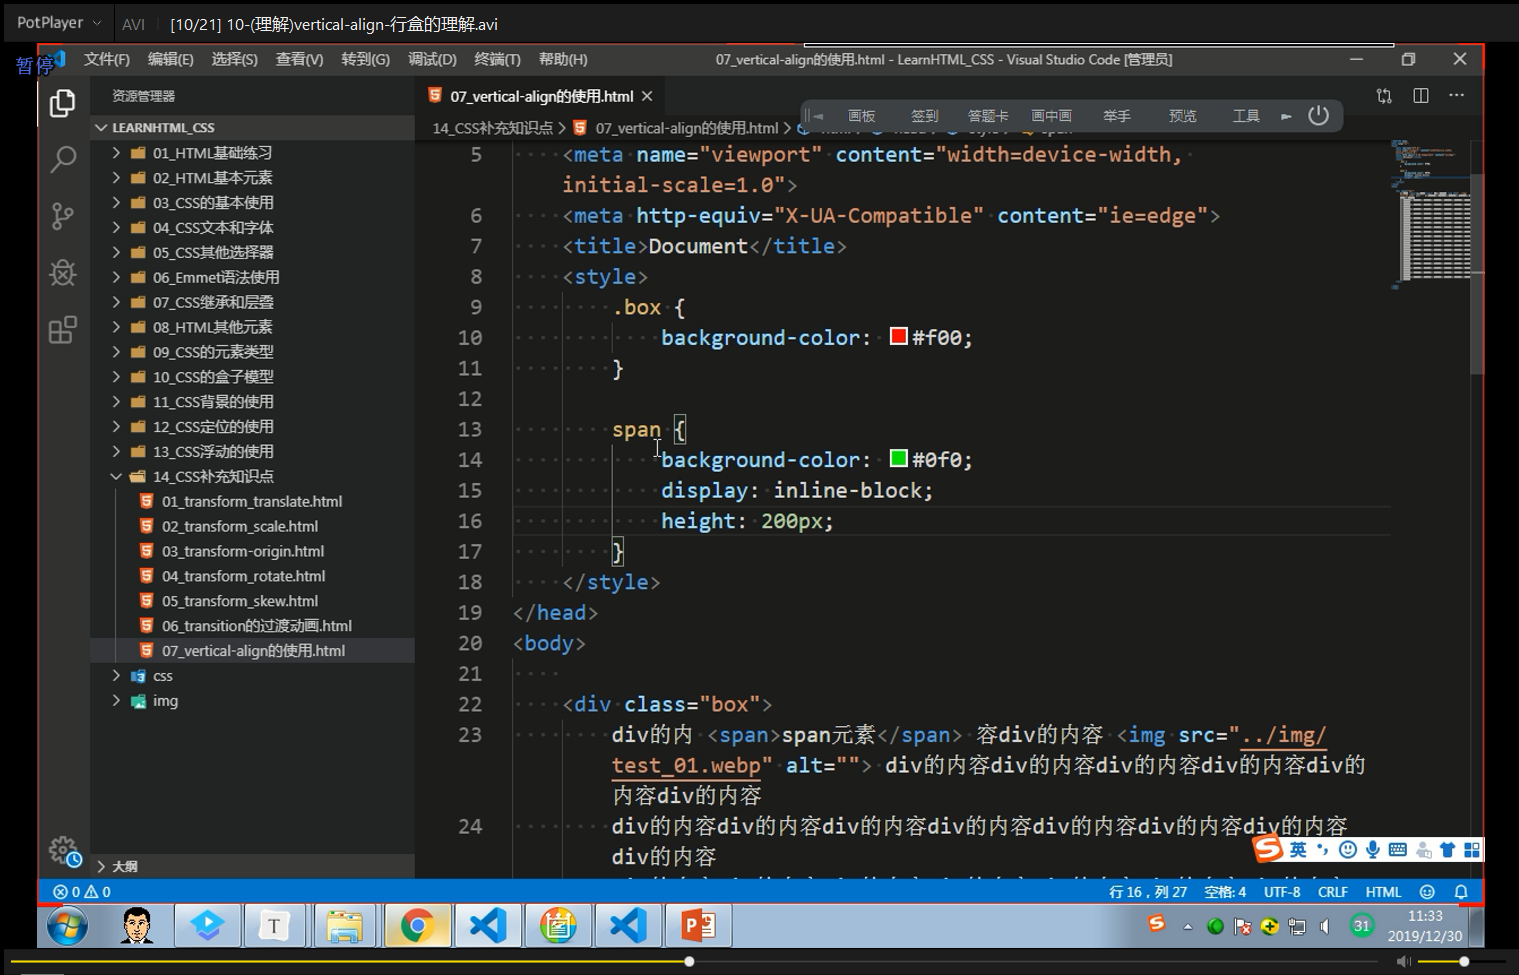 PotPlayer AVI [10/21] 10-(理解)vertical-align-行盒的理解.avi
暂停
文件(F) 编辑(E) 选择(S) 查看(V) 转到(G) 调试(D) 终端(T) 帮助(H) 07_vertical-align的使用.html - LearnHTML_CSS - Visual Studio Code [管理员]
资源管理器
07_vertical-align的使用.html
画板 签到 答题卡 画中画 举手 预览 工具
LEARNHTML_CSS
14_CSS补充知识点 > 07_vertical-align的使用.html >
01_HTML基础练习
02_HTML基本元素
03_CSS的基本使用
04_CSS文本和字体
05_CSS其他选择器
06_Emmet语法使用
07_CSS继承和层叠
08_HTML其他元素
09_CSS的元素类型
10_CSS的盒子模型
11_CSS背景的使用
12_CSS定位的使用
13_CSS浮动的使用
14_CSS补充知识点
01_transform_translate.html
02_transform_scale.html
03_transform-origin.html
04_transform_rotate.html
05_transform_skew.html
06_transition的过渡动画.html
07_vertical-align的使用.html
css
img
大纲
5 <meta name="viewport" content="width=device-width,
initial-scale=1.0">
6 <meta http-equiv="X-UA-Compatible" content="ie=edge">
7 <title>Document</title>
8 <style>
9 .box {
10 background-color: #f00;
11 }
12
13 span {
14 background-color: #0f0;
15 display: inline-block;
16 height: 200px;
17 }
18 </style>
19 </head>
20 <body>
21
22 <div class="box">
23 div的内 <span>span元素</span> 容div的内容 <img src="../img/
test_01.webp" alt=""> div的内容div的内容div的内容div的内容div的
内容div的内容
24 div的内容div的内容div的内容div的内容div的内容div的内容div的内容
div的内容
英
0 0 行 16，列 27 空格: 4 UTF-8 CRLF HTML
31
11:33
2019/12/30